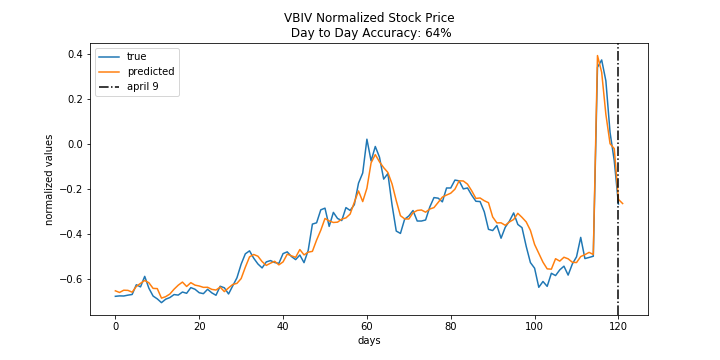 VBIV Normalized Stock Price
Day to Day Accuracy: 64%
true
predicted
april 9
normalized values
0.4
0.2
0.0
−0.2
−0.4
−0.6
0
20
40
60
80
100
120
days